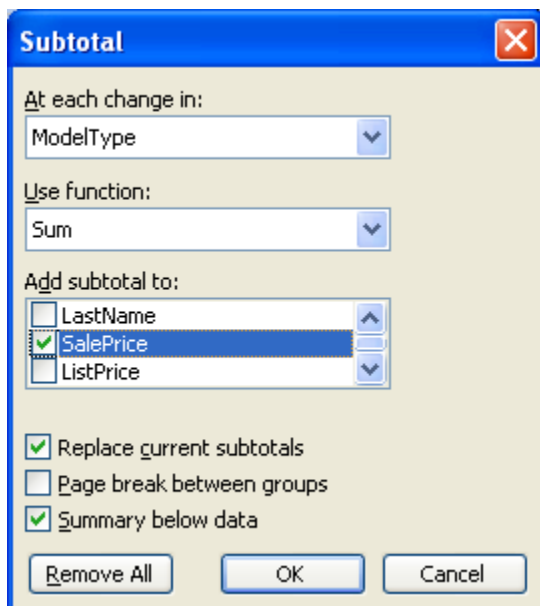 Subtotal
At each change in:
ModelType
Use function:
Sum
Add subtotal to:
LastName
SalePrice
ListPrice
Replace current subtotals
Page break between groups
Summary below data
Remove All OK Cancel